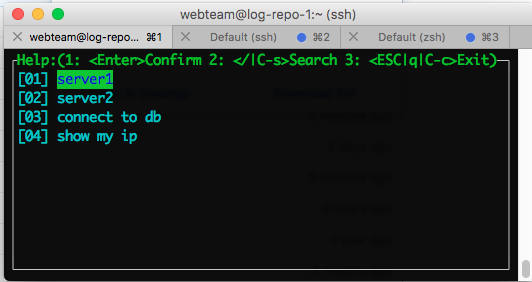 webteam@log-repo-1:~ (ssh)
× webteam@log-repo... ⌘1 × Default (ssh) ⌘2 × Default (zsh) ⌘3
Help:(1: <Enter>Confirm 2: </|C-s>Search 3: <ESC|q|C-c>Exit)
[01] server1
[02] server2
[03] connect to db
[04] show my ip